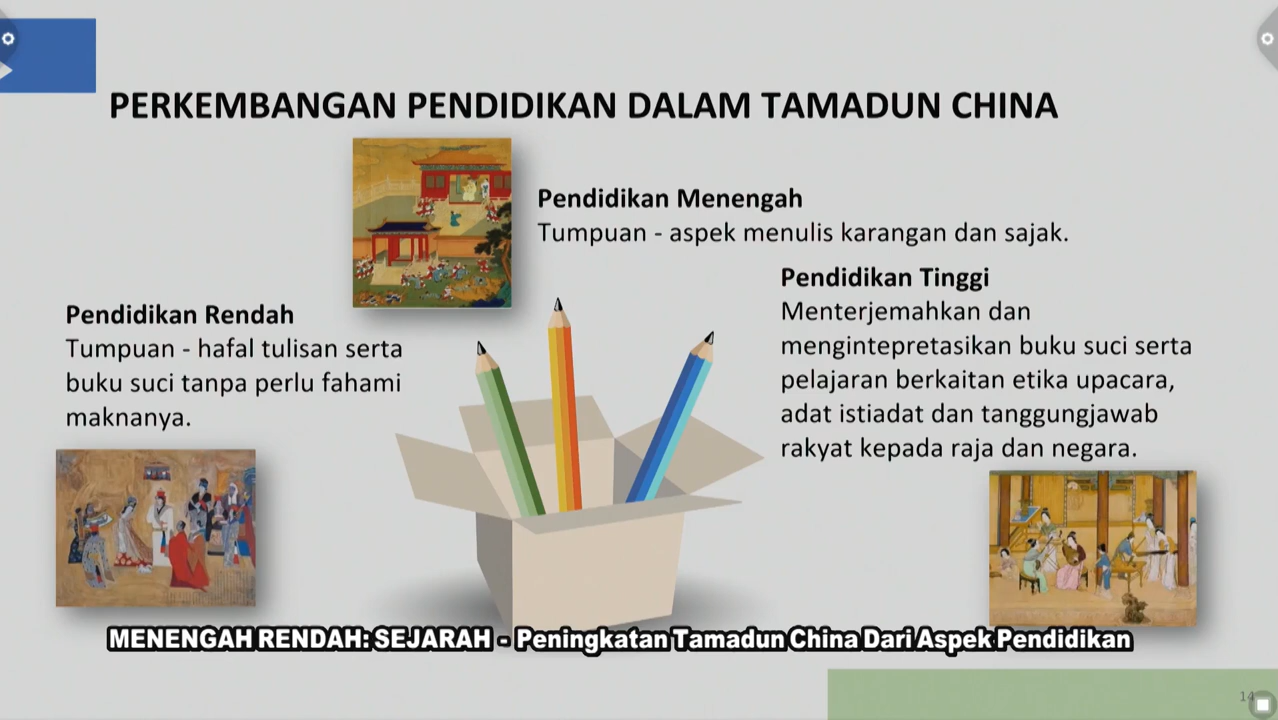 PERKEMBANGAN PENDIDIKAN DALAM TAMADUN CHINA
Pendidikan Menengah
Tumpuan - aspek menulis karangan dan sajak.
Pendidikan Tinggi
Menterjemahkan dan
mengintepretasikan buku suci serta
pelajaran berkaitan etika upacara,
adat istiadat dan tanggungjawab
rakyat kepada raja dan negara.
Pendidikan Rendah
Tumpuan - hafal tulisan serta
buku suci tanpa perlu fahami
maknanya.
MENENGAH RENDAH: SEJARAH - Peningkatan Tamadun China Dari Aspek Pendidikan
14